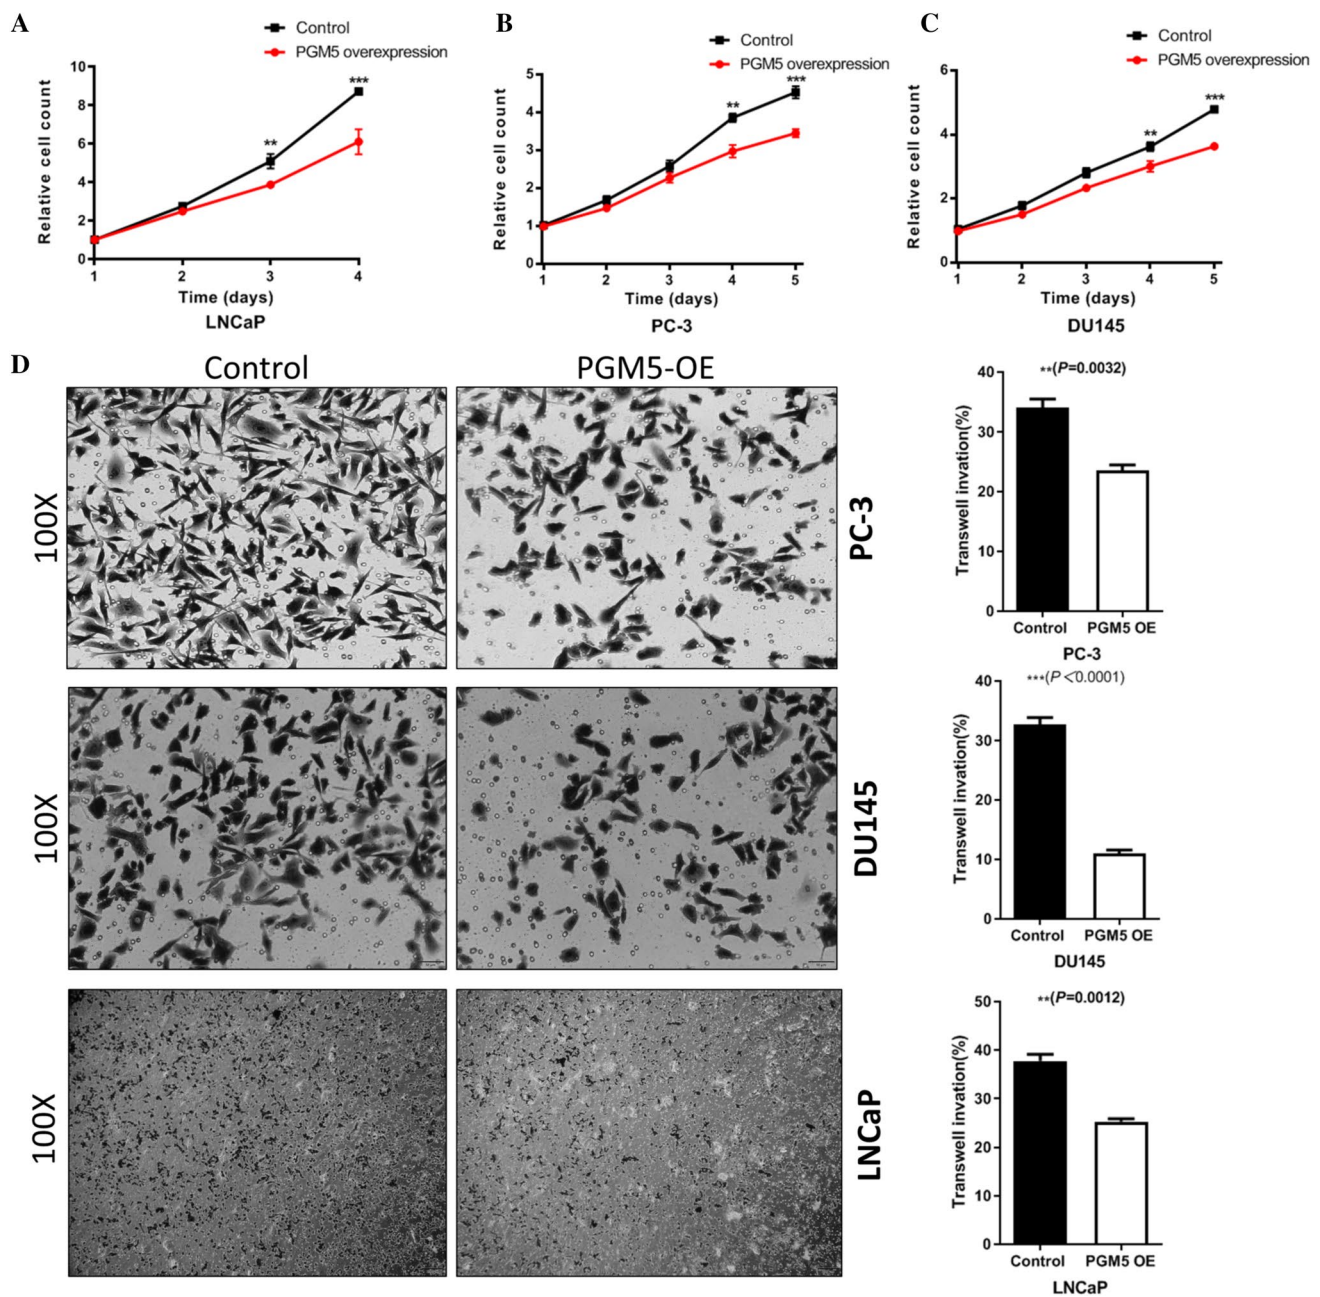 A
Control
PGM5 overexpression
10
8
6
4
2
0
Relative cell count
**
***
1 2 3 4
Time (days)
LNCaP
B
Control
PGM5 overexpression
5
4
3
2
1
0
Relative cell count
**
***
1 2 3 4 5
Time (days)
PC-3
C
Control
PGM5 overexpression
6
4
2
0
Relative cell count
**
***
1 2 3 4 5
Time (days)
DU145
D
Control PGM5-OE
100X
PC-3
40
30
20
10
0
Transwell invation(%)
**(P=0.0032)
Control PGM5 OE
PC-3
100X
DU145
40
30
20
10
0
Transwell invation(%)
***(P<0.0001)
Control PGM5 OE
DU145
100X
LNCaP
50
40
30
20
10
0
Transwell invation(%)
**(P=0.0012)
Control PGM5 OE
LNCaP